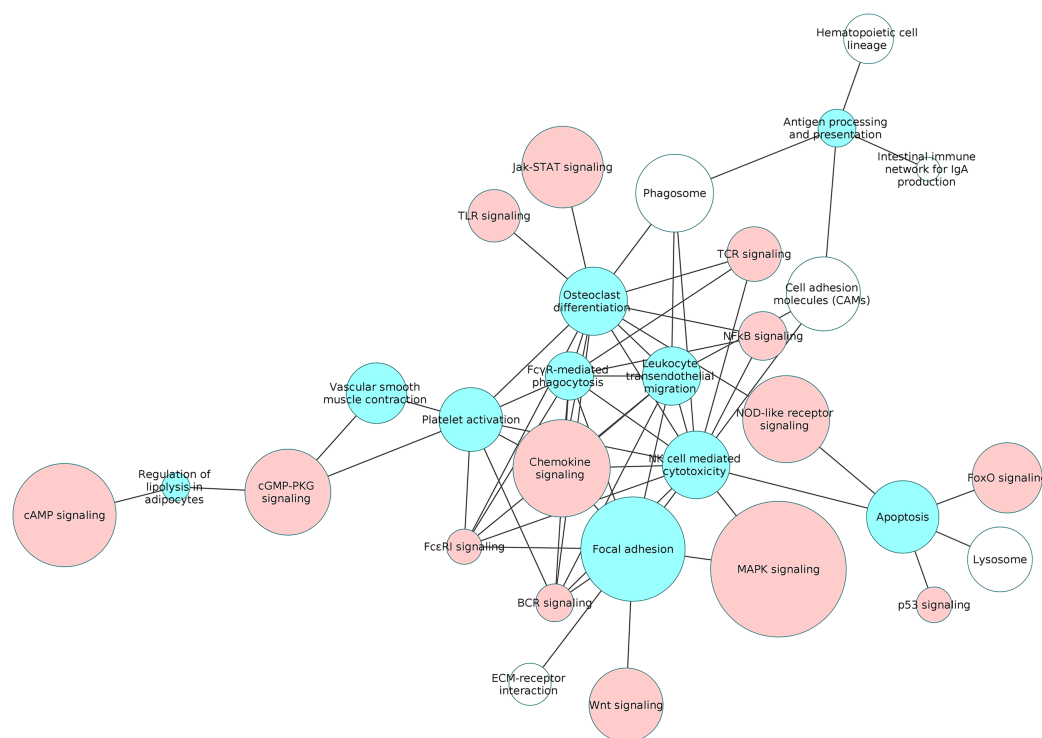 Hematopoietic cell
lineage
Antigen processing
and presentation
Intestinal immune
network for IgA
production
Jak-STAT signaling
Phagosome
TLR signaling
TCR signaling
Cell adhesion
molecules (CAMs)
Osteoclast
differentiation
NFκB signaling
FcγR-mediated
phagocytosis
Leukocyte
transendothelial
migration
Vascular smooth
muscle contraction
Platelet activation
NOD-like receptor
signaling
Chemokine
signaling
NK cell mediated
cytotoxicity
Regulation of
lipolysis in
adipocytes
cGMP-PKG
signaling
cAMP signaling
FoxO signaling
Apoptosis
FcεRI signaling
Focal adhesion
Lysosome
MAPK signaling
BCR signaling
p53 signaling
ECM-receptor
interaction
Wnt signaling